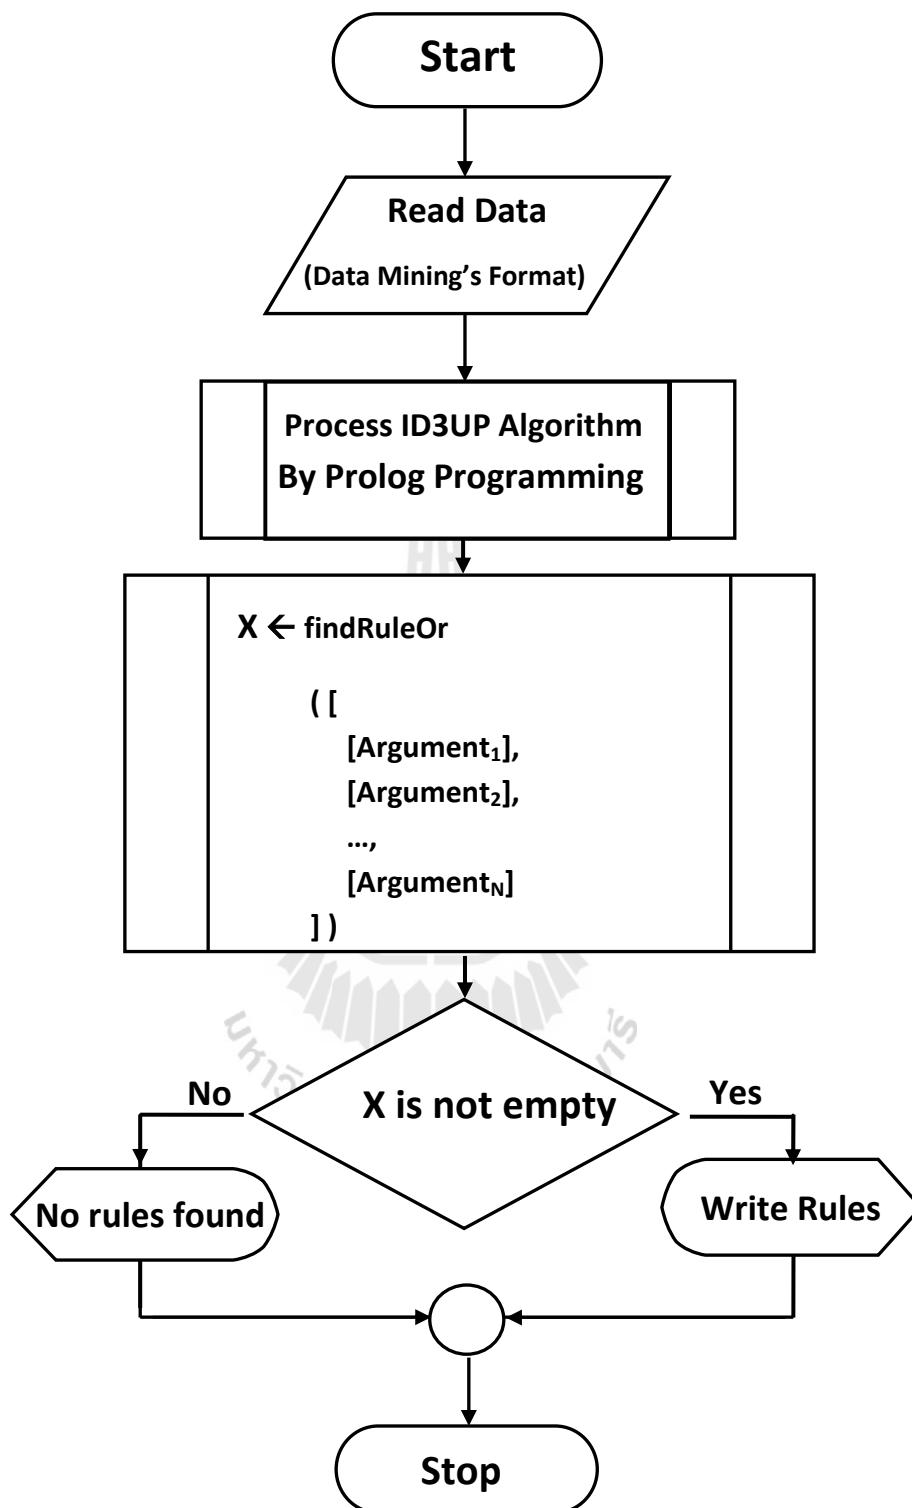 Start
Read Data
(Data Mining’s Format)
Process ID3UP Algorithm
By Prolog Programming
X ← findRuleOr
( [
[Argument₁],
[Argument₂],
…,
[Argument_N]
] )
X is not empty
No
Yes
No rules found
Write Rules
Stop